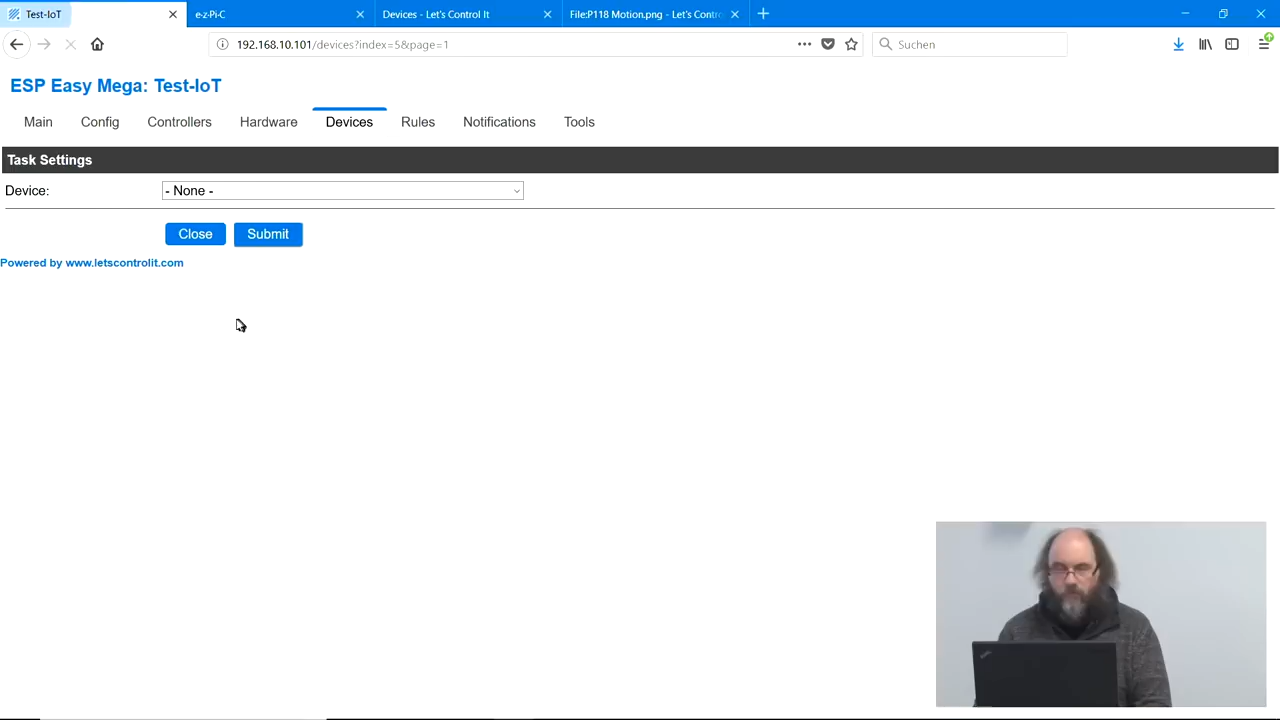 Test-IoT
e-z-Pi-C
Devices - Let's Control It
File:P118 Motion.png - Let's Contro
192.168.10.101/devices?index=5&page=1
Suchen
ESP Easy Mega: Test-IoT
Main Config Controllers Hardware Devices Rules Notifications Tools
Task Settings
Device: - None -
Close Submit
Powered by www.letscontrolit.com